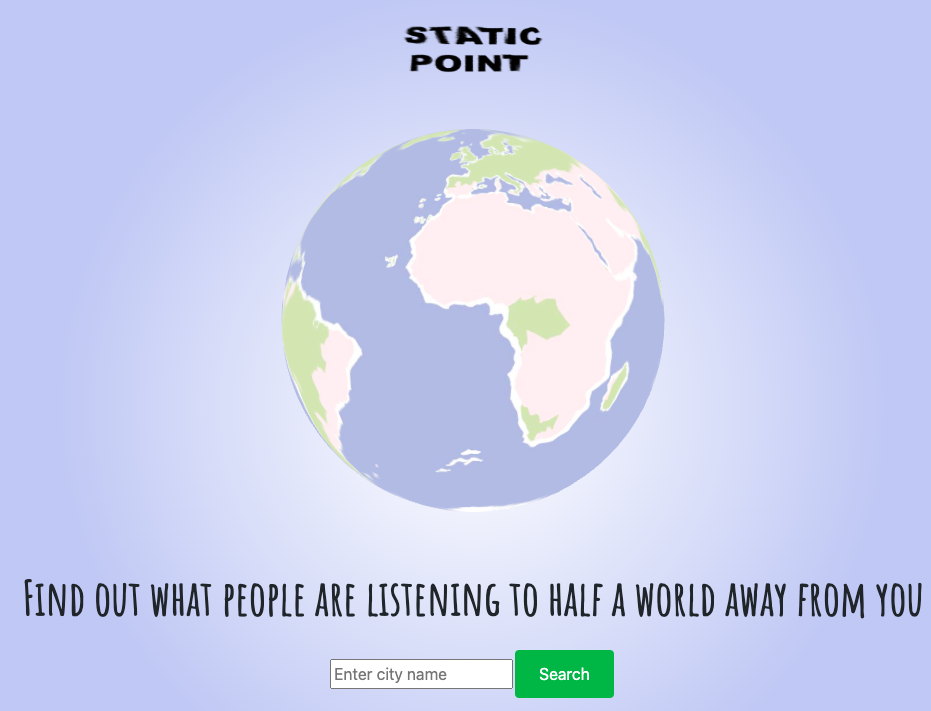 STATIC
POINT
Find out what people are listening to half a world away from you
Enter city name
Search